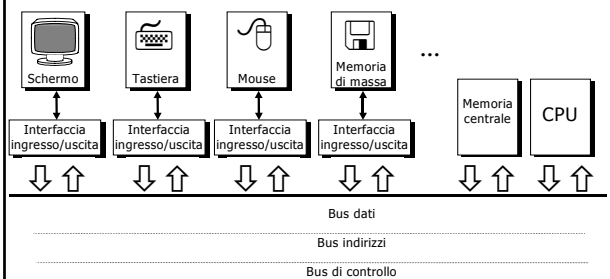 Schermo
Tastiera
Mouse
Memoria
di massa
...
Interfaccia
ingresso/uscita
Interfaccia
ingresso/uscita
Interfaccia
ingresso/uscita
Interfaccia
ingresso/uscita
Memoria
centrale
CPU
Bus dati
Bus indirizzi
Bus di controllo